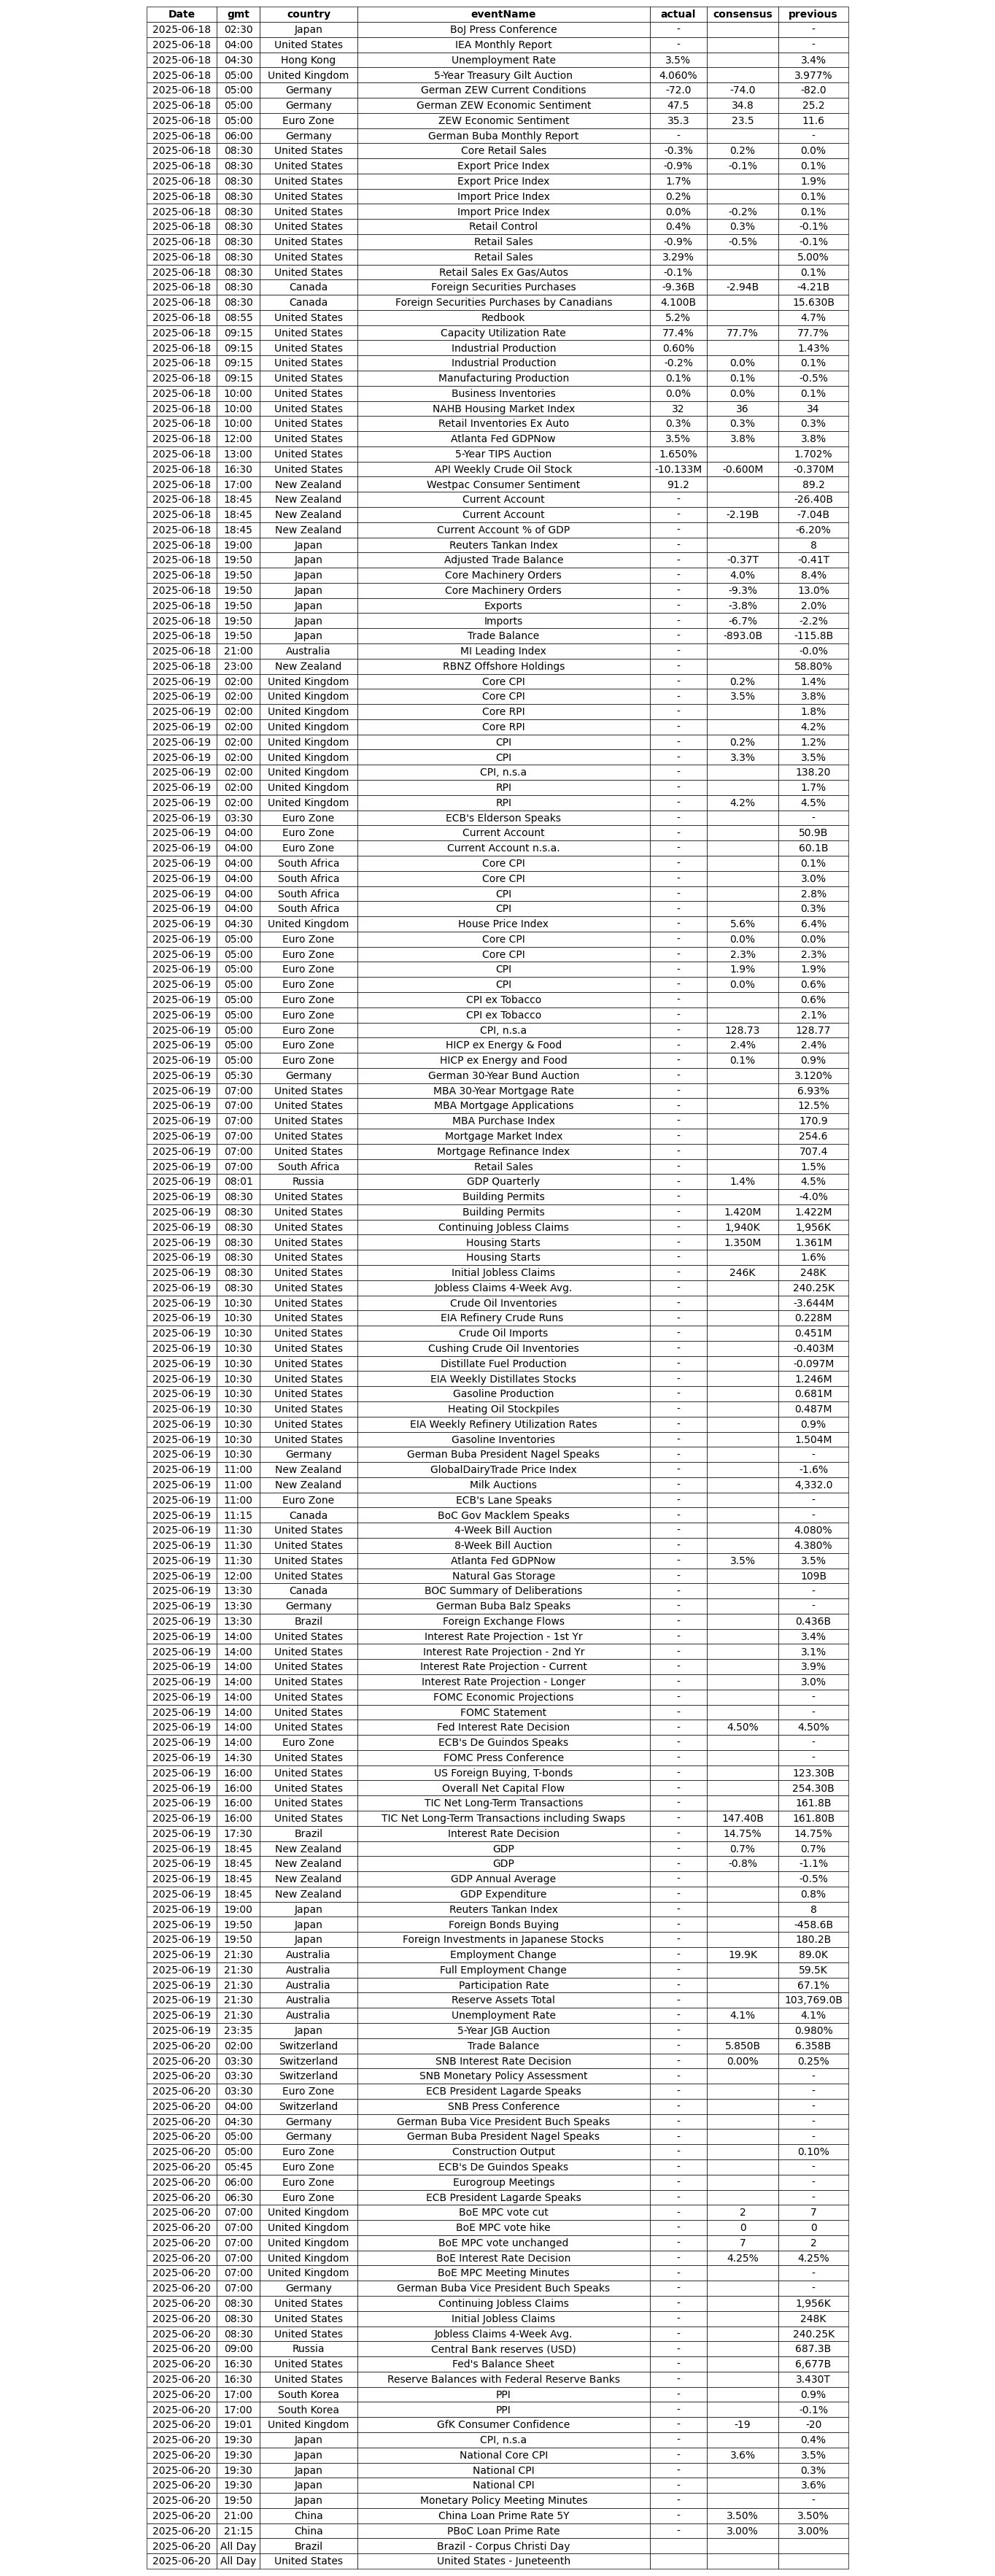 Date gmt country eventName actual consensus previous
2025-06-18 02:30 Japan BoJ Press Conference - -
2025-06-18 04:00 United States IEA Monthly Report - -
2025-06-18 04:30 Hong Kong Unemployment Rate 3.5% 3.4%
2025-06-18 05:00 United Kingdom 5-Year Treasury Gilt Auction 4.060% 3.977%
2025-06-18 05:00 Germany German ZEW Current Conditions -72.0 -74.0 -82.0
2025-06-18 05:00 Germany German ZEW Economic Sentiment 47.5 34.8 25.2
2025-06-18 05:00 Euro Zone ZEW Economic Sentiment 35.3 23.5 11.6
2025-06-18 06:00 Germany German Buba Monthly Report - -
2025-06-18 08:30 United States Core Retail Sales -0.3% 0.2% 0.0%
2025-06-18 08:30 United States Export Price Index -0.9% -0.1% 0.1%
2025-06-18 08:30 United States Export Price Index 1.7% 1.9%
2025-06-18 08:30 United States Import Price Index 0.2% 0.1%
2025-06-18 08:30 United States Import Price Index 0.0% -0.2% 0.1%
2025-06-18 08:30 United States Retail Control 0.4% 0.3% -0.1%
2025-06-18 08:30 United States Retail Sales -0.9% -0.5% -0.1%
2025-06-18 08:30 United States Retail Sales 3.29% 5.00%
2025-06-18 08:30 United States Retail Sales Ex Gas/Autos -0.1% 0.1%
2025-06-18 08:30 Canada Foreign Securities Purchases -9.36B -2.94B -4.21B
2025-06-18 08:30 Canada Foreign Securities Purchases by Canadians 4.100B 15.630B
2025-06-18 08:55 United States Redbook 5.2% 4.7%
2025-06-18 09:15 United States Capacity Utilization Rate 77.4% 77.7% 77.7%
2025-06-18 09:15 United States Industrial Production 0.60% 1.43%
2025-06-18 09:15 United States Industrial Production -0.2% 0.0% 0.1%
2025-06-18 09:15 United States Manufacturing Production 0.1% 0.1% -0.5%
2025-06-18 10:00 United States Business Inventories 0.0% 0.0% 0.1%
2025-06-18 10:00 United States NAHB Housing Market Index 32 36 34
2025-06-18 10:00 United States Retail Inventories Ex Auto 0.3% 0.3% 0.3%
2025-06-18 12:00 United States Atlanta Fed GDPNow 3.5% 3.8% 3.8%
2025-06-18 13:00 United States 5-Year TIPS Auction 1.650% 1.702%
2025-06-18 16:30 United States API Weekly Crude Oil Stock -10.133M -0.600M -0.370M
2025-06-18 17:00 New Zealand Westpac Consumer Sentiment 91.2 89.2
2025-06-18 18:45 New Zealand Current Account - -26.40B
2025-06-18 18:45 New Zealand Current Account - -2.19B -7.04B
2025-06-18 18:45 New Zealand Current Account % of GDP - -6.20%
2025-06-18 19:00 Japan Reuters Tankan Index - 8
2025-06-18 19:50 Japan Adjusted Trade Balance - -0.37T -0.41T
2025-06-18 19:50 Japan Core Machinery Orders - 4.0% 8.4%
2025-06-18 19:50 Japan Core Machinery Orders - -9.3% 13.0%
2025-06-18 19:50 Japan Exports - -3.8% 2.0%
2025-06-18 19:50 Japan Imports - -6.7% -2.2%
2025-06-18 19:50 Japan Trade Balance - -893.0B -115.8B
2025-06-18 21:00 Australia MI Leading Index - -0.0%
2025-06-18 23:00 New Zealand RBNZ Offshore Holdings - 58.80%
2025-06-19 02:00 United Kingdom Core CPI - 0.2% 1.4%
2025-06-19 02:00 United Kingdom Core CPI - 3.5% 3.8%
2025-06-19 02:00 United Kingdom Core RPI - 1.8%
2025-06-19 02:00 United Kingdom Core RPI - 4.2%
2025-06-19 02:00 United Kingdom CPI - 0.2% 1.2%
2025-06-19 02:00 United Kingdom CPI - 3.3% 3.5%
2025-06-19 02:00 United Kingdom CPI, n.s.a - 138.20
2025-06-19 02:00 United Kingdom RPI - 1.7%
2025-06-19 02:00 United Kingdom RPI - 4.2% 4.5%
2025-06-19 03:30 Euro Zone ECB's Elderson Speaks - -
2025-06-19 04:00 Euro Zone Current Account - 50.9B
2025-06-19 04:00 Euro Zone Current Account n.s.a. - 60.1B
2025-06-19 04:00 South Africa Core CPI - 0.1%
2025-06-19 04:00 South Africa Core CPI - 3.0%
2025-06-19 04:00 South Africa CPI - 2.8%
2025-06-19 04:00 South Africa CPI - 0.3%
2025-06-19 04:30 United Kingdom House Price Index - 5.6% 6.4%
2025-06-19 05:00 Euro Zone Core CPI - 0.0% 0.0%
2025-06-19 05:00 Euro Zone Core CPI - 2.3% 2.3%
2025-06-19 05:00 Euro Zone CPI - 1.9% 1.9%
2025-06-19 05:00 Euro Zone CPI - 0.0% 0.6%
2025-06-19 05:00 Euro Zone CPI ex Tobacco - 0.6%
2025-06-19 05:00 Euro Zone CPI ex Tobacco - 2.1%
2025-06-19 05:00 Euro Zone CPI, n.s.a - 128.73 128.77
2025-06-19 05:00 Euro Zone HICP ex Energy & Food - 2.4% 2.4%
2025-06-19 05:00 Euro Zone HICP ex Energy and Food - 0.1% 0.9%
2025-06-19 05:30 Germany German 30-Year Bund Auction - 3.120%
2025-06-19 07:00 United States MBA 30-Year Mortgage Rate - 6.93%
2025-06-19 07:00 United States MBA Mortgage Applications - 12.5%
2025-06-19 07:00 United States MBA Purchase Index - 170.9
2025-06-19 07:00 United States Mortgage Market Index - 254.6
2025-06-19 07:00 United States Mortgage Refinance Index - 707.4
2025-06-19 07:00 South Africa Retail Sales - 1.5%
2025-06-19 08:01 Russia GDP Quarterly - 1.4% 4.5%
2025-06-19 08:30 United States Building Permits - -4.0%
2025-06-19 08:30 United States Building Permits - 1.420M 1.422M
2025-06-19 08:30 United States Continuing Jobless Claims - 1,940K 1,956K
2025-06-19 08:30 United States Housing Starts - 1.350M 1.361M
2025-06-19 08:30 United States Housing Starts - 1.6%
2025-06-19 08:30 United States Initial Jobless Claims - 246K 248K
2025-06-19 08:30 United States Jobless Claims 4-Week Avg. - 240.25K
2025-06-19 10:30 United States Crude Oil Inventories - -3.644M
2025-06-19 10:30 United States EIA Refinery Crude Runs - 0.228M
2025-06-19 10:30 United States Crude Oil Imports - 0.451M
2025-06-19 10:30 United States Cushing Crude Oil Inventories - -0.403M
2025-06-19 10:30 United States Distillate Fuel Production - -0.097M
2025-06-19 10:30 United States EIA Weekly Distillates Stocks - 1.246M
2025-06-19 10:30 United States Gasoline Production - 0.681M
2025-06-19 10:30 United States Heating Oil Stockpiles - 0.487M
2025-06-19 10:30 United States EIA Weekly Refinery Utilization Rates - 0.9%
2025-06-19 10:30 United States Gasoline Inventories - 1.504M
2025-06-19 10:30 Germany German Buba President Nagel Speaks - -
2025-06-19 11:00 New Zealand GlobalDairyTrade Price Index - -1.6%
2025-06-19 11:00 New Zealand Milk Auctions - 4,332.0
2025-06-19 11:00 Euro Zone ECB's Lane Speaks - -
2025-06-19 11:15 Canada BoC Gov Macklem Speaks - -
2025-06-19 11:30 United States 4-Week Bill Auction - 4.080%
2025-06-19 11:30 United States 8-Week Bill Auction - 4.380%
2025-06-19 11:30 United States Atlanta Fed GDPNow - 3.5% 3.5%
2025-06-19 12:00 United States Natural Gas Storage - 109B
2025-06-19 13:30 Canada BOC Summary of Deliberations - -
2025-06-19 13:30 Germany German Buba Balz Speaks - -
2025-06-19 13:30 Brazil Foreign Exchange Flows - 0.436B
2025-06-19 14:00 United States Interest Rate Projection - 1st Yr - 3.4%
2025-06-19 14:00 United States Interest Rate Projection - 2nd Yr - 3.1%
2025-06-19 14:00 United States Interest Rate Projection - Current - 3.9%
2025-06-19 14:00 United States Interest Rate Projection - Longer - 3.0%
2025-06-19 14:00 United States FOMC Economic Projections - -
2025-06-19 14:00 United States FOMC Statement - -
2025-06-19 14:00 United States Fed Interest Rate Decision - 4.50% 4.50%
2025-06-19 14:00 Euro Zone ECB's De Guindos Speaks - -
2025-06-19 14:30 United States FOMC Press Conference - -
2025-06-19 16:00 United States US Foreign Buying, T-bonds - 123.30B
2025-06-19 16:00 United States Overall Net Capital Flow - 254.30B
2025-06-19 16:00 United States TIC Net Long-Term Transactions - 161.8B
2025-06-19 16:00 United States TIC Net Long-Term Transactions including Swaps - 147.40B 161.80B
2025-06-19 17:30 Brazil Interest Rate Decision - 14.75% 14.75%
2025-06-19 18:45 New Zealand GDP - 0.7% 0.7%
2025-06-19 18:45 New Zealand GDP - -0.8% -1.1%
2025-06-19 18:45 New Zealand GDP Annual Average - -0.5%
2025-06-19 18:45 New Zealand GDP Expenditure - 0.8%
2025-06-19 19:00 Japan Reuters Tankan Index - 8
2025-06-19 19:50 Japan Foreign Bonds Buying - -458.6B
2025-06-19 19:50 Japan Foreign Investments in Japanese Stocks - 180.2B
2025-06-19 21:30 Australia Employment Change - 19.9K 89.0K
2025-06-19 21:30 Australia Full Employment Change - 59.5K
2025-06-19 21:30 Australia Participation Rate - 67.1%
2025-06-19 21:30 Australia Reserve Assets Total - 103,769.0B
2025-06-19 21:30 Australia Unemployment Rate - 4.1% 4.1%
2025-06-19 23:35 Japan 5-Year JGB Auction - 0.980%
2025-06-20 02:00 Switzerland Trade Balance - 5.850B 6.358B
2025-06-20 03:30 Switzerland SNB Interest Rate Decision - 0.00% 0.25%
2025-06-20 03:30 Switzerland SNB Monetary Policy Assessment - -
2025-06-20 03:30 Euro Zone ECB President Lagarde Speaks - -
2025-06-20 04:00 Switzerland SNB Press Conference - -
2025-06-20 04:30 Germany German Buba Vice President Buch Speaks - -
2025-06-20 05:00 Germany German Buba President Nagel Speaks - -
2025-06-20 05:00 Euro Zone Construction Output - 0.10%
2025-06-20 05:45 Euro Zone ECB's De Guindos Speaks - -
2025-06-20 06:00 Euro Zone Eurogroup Meetings - -
2025-06-20 06:30 Euro Zone ECB President Lagarde Speaks - -
2025-06-20 07:00 United Kingdom BoE MPC vote cut - 2 7
2025-06-20 07:00 United Kingdom BoE MPC vote hike - 0 0
2025-06-20 07:00 United Kingdom BoE MPC vote unchanged - 7 2
2025-06-20 07:00 United Kingdom BoE Interest Rate Decision - 4.25% 4.25%
2025-06-20 07:00 United Kingdom BoE MPC Meeting Minutes - -
2025-06-20 07:00 Germany German Buba Vice President Buch Speaks - -
2025-06-20 08:30 United States Continuing Jobless Claims - 1,956K
2025-06-20 08:30 United States Initial Jobless Claims - 248K
2025-06-20 08:30 United States Jobless Claims 4-Week Avg. - 240.25K
2025-06-20 09:00 Russia Central Bank reserves (USD) - 687.3B
2025-06-20 16:30 United States Fed's Balance Sheet - 6,677B
2025-06-20 16:30 United States Reserve Balances with Federal Reserve Banks - 3.430T
2025-06-20 17:00 South Korea PPI - 0.9%
2025-06-20 17:00 South Korea PPI - -0.1%
2025-06-20 19:01 United Kingdom GfK Consumer Confidence - -19 -20
2025-06-20 19:30 Japan CPI, n.s.a - 0.4%
2025-06-20 19:30 Japan National Core CPI - 3.6% 3.5%
2025-06-20 19:30 Japan National CPI - 0.3%
2025-06-20 19:30 Japan National CPI - 3.6%
2025-06-20 19:50 Japan Monetary Policy Meeting Minutes - -
2025-06-20 21:00 China China Loan Prime Rate 5Y - 3.50% 3.50%
2025-06-20 21:15 China PBoC Loan Prime Rate - 3.00% 3.00%
2025-06-20 All Day Brazil Brazil - Corpus Christi Day
2025-06-20 All Day United States United States - Juneteenth